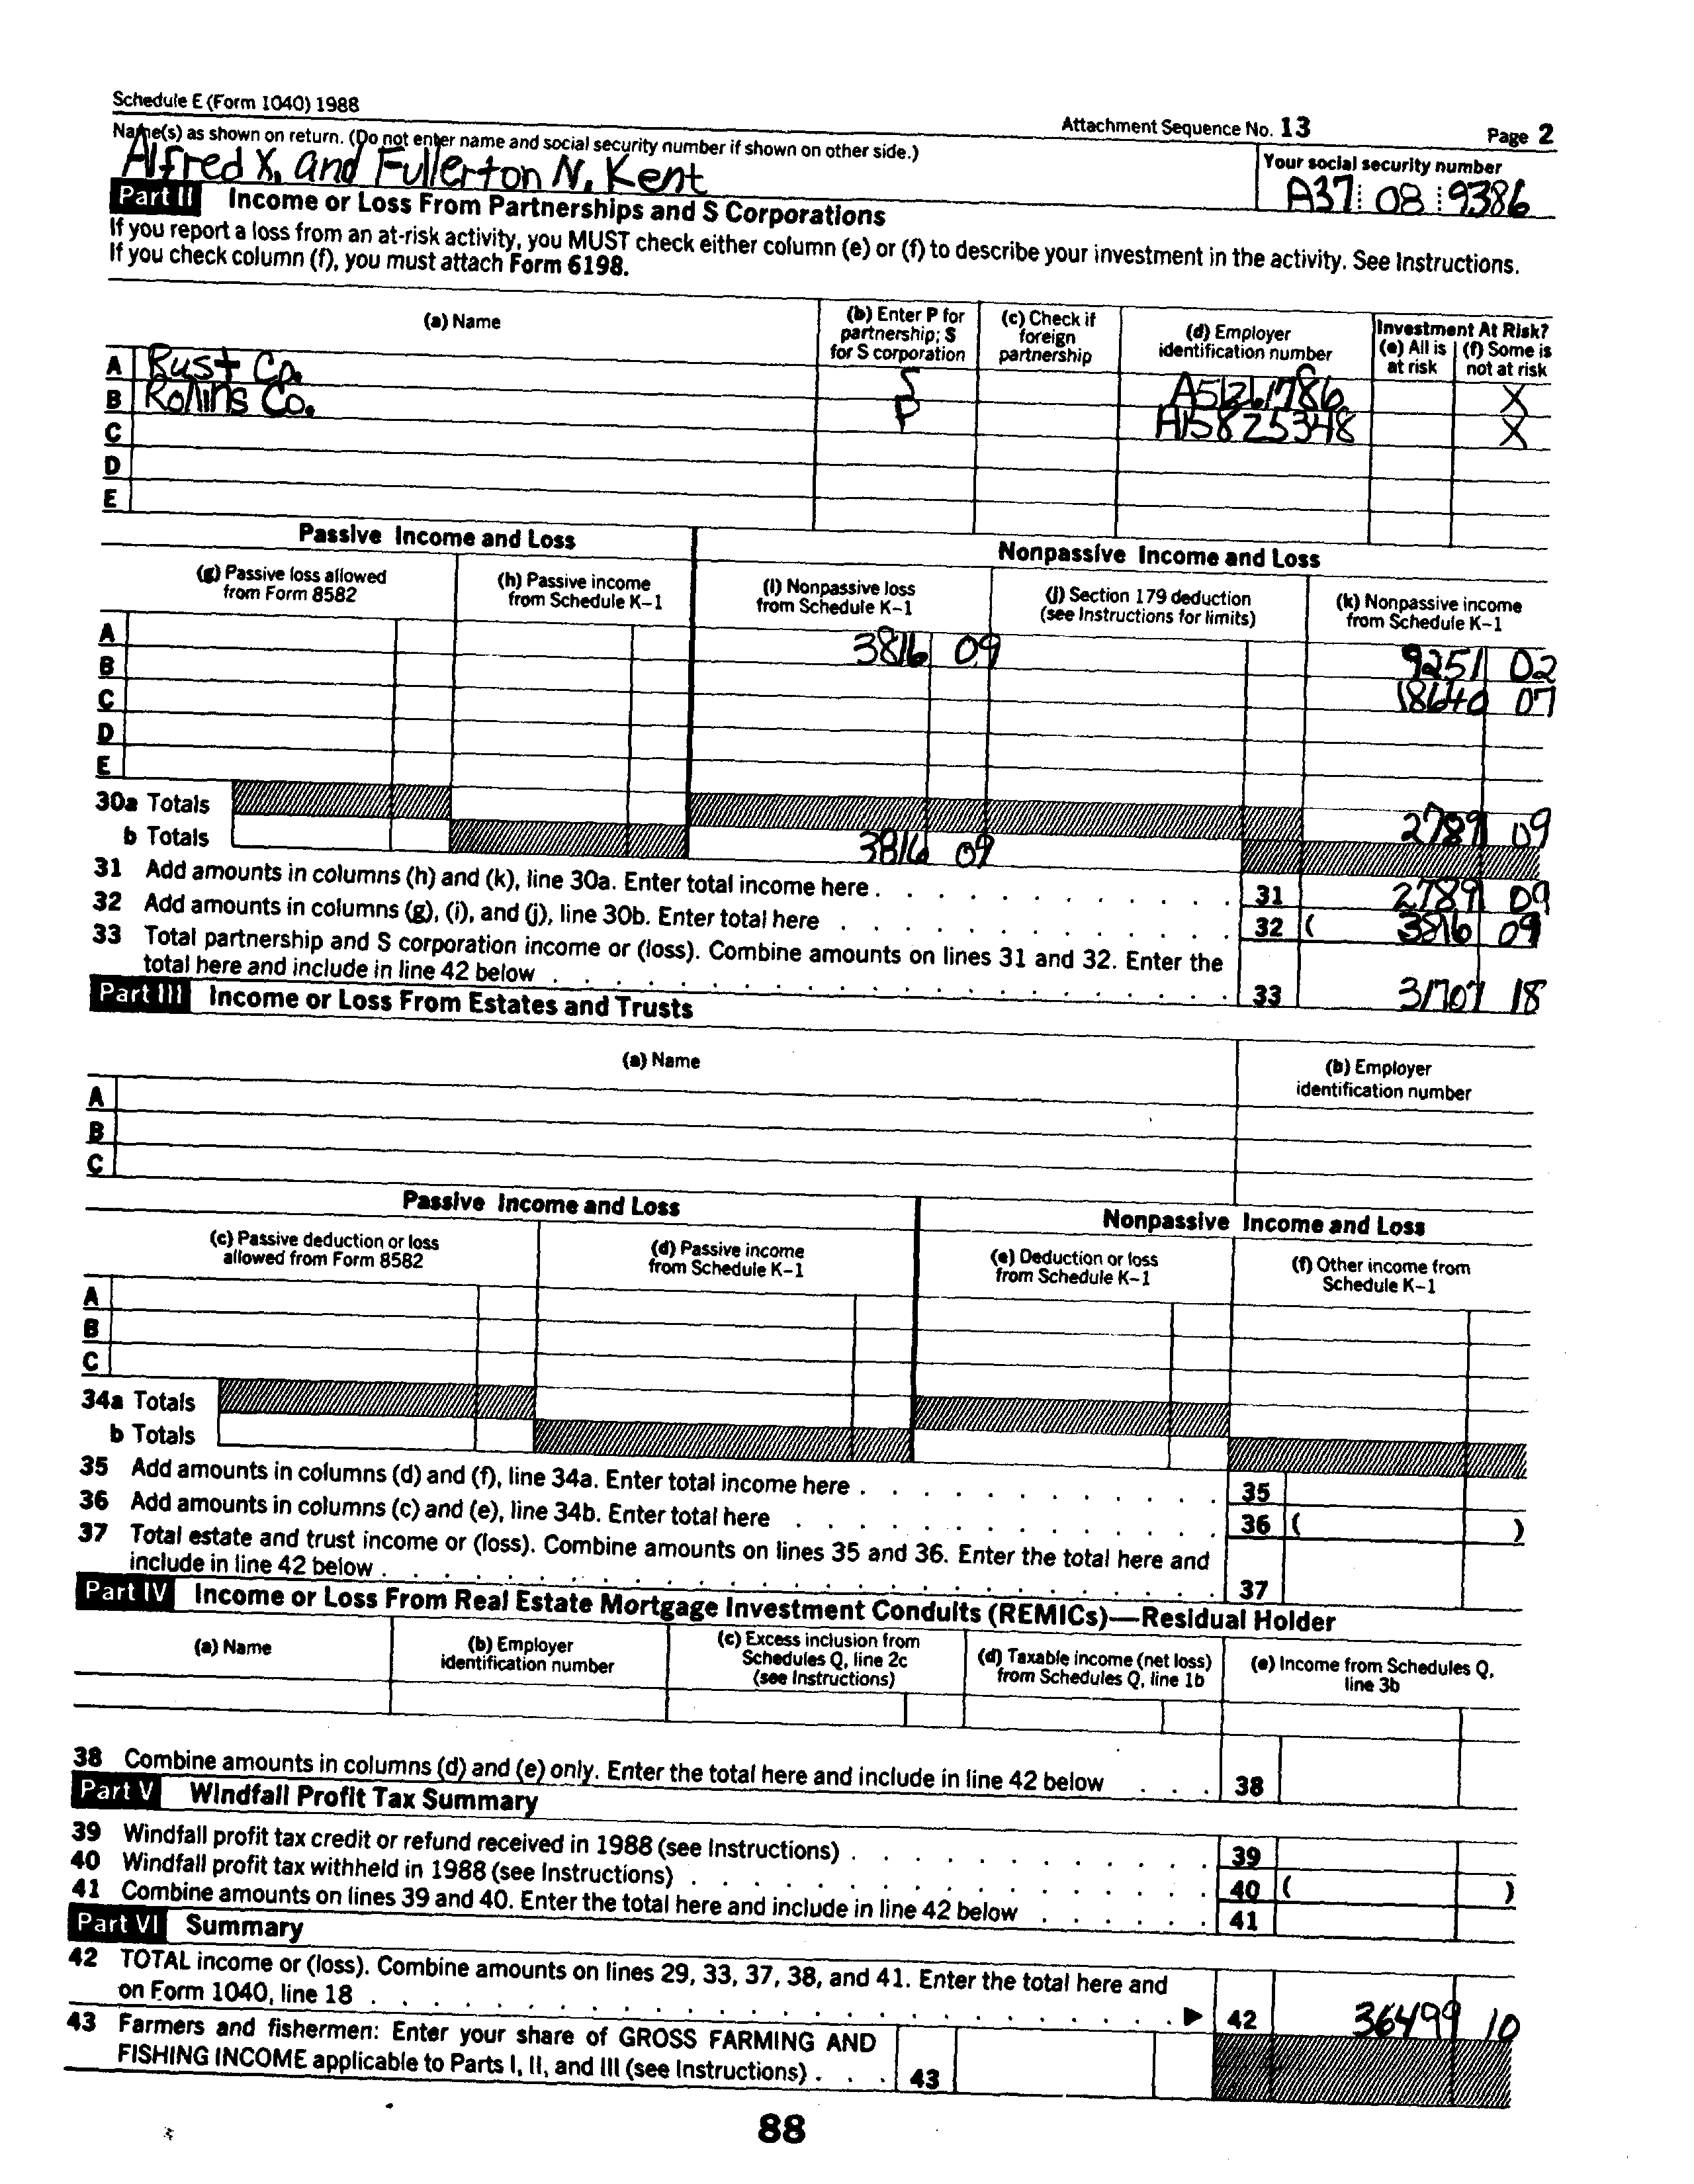 Schedule E (Form 1040) 1988
Attachment Sequence No. 13 Page 2
Name(s) as shown on return. (Do not enter name and social security number if shown on other side.)
Your social security number
Alfred X. and Fullerton N. Kent
A37 08 9386
Part II Income or Loss From Partnerships and S Corporations
If you report a loss from an at-risk activity, you MUST check either column (e) or (f) to describe your investment in the activity. See Instructions.
If you check column (f), you must attach Form 6198.
(a) Name
(b) Enter P for partnership; S for S corporation
(c) Check if foreign partnership
(d) Employer identification number
Investment At Risk?
(e) All is at risk
(f) Some is not at risk
A Rust Co. S X
B Rollins Co. P A15825348 X
C
D
E
Passive Income and Loss
Nonpassive Income and Loss
(g) Passive loss allowed from Form 8582
(h) Passive income from Schedule K-1
(i) Nonpassive loss from Schedule K-1
(j) Section 179 deduction (see Instructions for limits)
(k) Nonpassive income from Schedule K-1
A 3816 09 9251 02
B 18640 07
C
D
E
30a Totals 27891 09
b Totals 3816 09
31 Add amounts in columns (h) and (k), line 30a. Enter total income here . 31 27891 09
32 Add amounts in columns (g), (i), and (j), line 30b. Enter total here . 32 ( 3816 09
33 Total partnership and S corporation income or (loss). Combine amounts on lines 31 and 32. Enter the
total here and include in line 42 below . 33 31707 18
Part III Income or Loss From Estates and Trusts
(a) Name
(b) Employer identification number
A
B
C
Passive Income and Loss
Nonpassive Income and Loss
(c) Passive deduction or loss allowed from Form 8582
(d) Passive income from Schedule K-1
(e) Deduction or loss from Schedule K-1
(f) Other income from Schedule K-1
A
B
C
34a Totals
b Totals
35 Add amounts in columns (d) and (f), line 34a. Enter total income here . 35
36 Add amounts in columns (c) and (e), line 34b. Enter total here . 36 ( )
37 Total estate and trust income or (loss). Combine amounts on lines 35 and 36. Enter the total here and
include in line 42 below . 37
Part IV Income or Loss From Real Estate Mortgage Investment Conduits (REMICs)—Residual Holder
(a) Name
(b) Employer identification number
(c) Excess inclusion from Schedules Q, line 2c (see Instructions)
(d) Taxable income (net loss) from Schedules Q, line 1b
(e) Income from Schedules Q, line 3b
38 Combine amounts in columns (d) and (e) only. Enter the total here and include in line 42 below . . . 38
Part V Windfall Profit Tax Summary
39 Windfall profit tax credit or refund received in 1988 (see Instructions) . 39
40 Windfall profit tax withheld in 1988 (see Instructions) . 40 ( )
41 Combine amounts on lines 39 and 40. Enter the total here and include in line 42 below . 41
Part VI Summary
42 TOTAL income or (loss). Combine amounts on lines 29, 33, 37, 38, and 41. Enter the total here and
on Form 1040, line 18 . ▶ 42 36499 10
43 Farmers and fishermen: Enter your share of GROSS FARMING AND
FISHING INCOME applicable to Parts I, II, and III (see Instructions) . . . 43
88